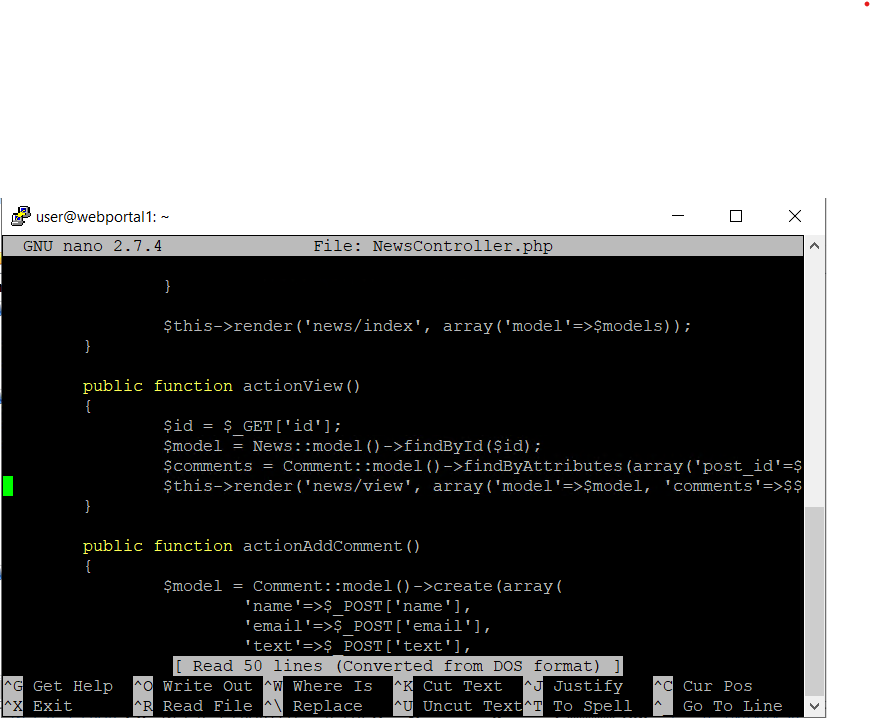 user@webportal1: ~
GNU nano 2.7.4 File: NewsController.php
}
$this->render('news/index', array('model'=>$models));
}
public function actionView()
{
$id = $_GET['id'];
$model = News::model()->findById($id);
$comments = Comment::model()->findByAttributes(array('post_id'=$
$this->render('news/view', array('model'=>$model, 'comments'=>$$
}
public function actionAddComment()
{
$model = Comment::model()->create(array(
'name'=>$_POST['name'],
'email'=>$_POST['email'],
'text'=>$_POST['text'],
[ Read 50 lines (Converted from DOS format) ]
^G Get Help ^O Write Out ^W Where Is ^K Cut Text ^J Justify ^C Cur Pos
^X Exit ^R Read File ^\ Replace ^U Uncut Text ^T To Spell ^_ Go To Line